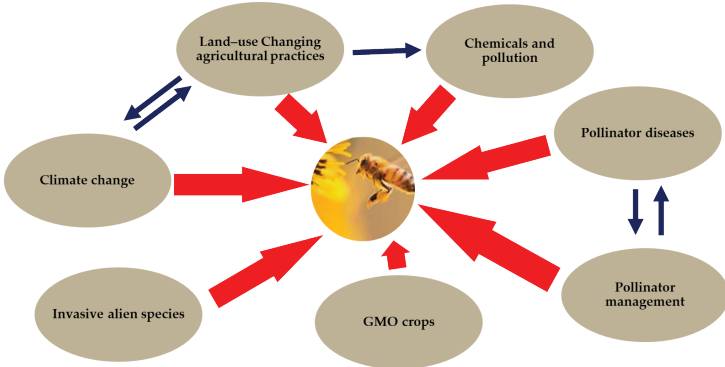 Land–use Changing
agricultural practices
Chemicals and
pollution
Pollinator diseases
Climate change
Pollinator
management
Invasive alien species
GMO crops